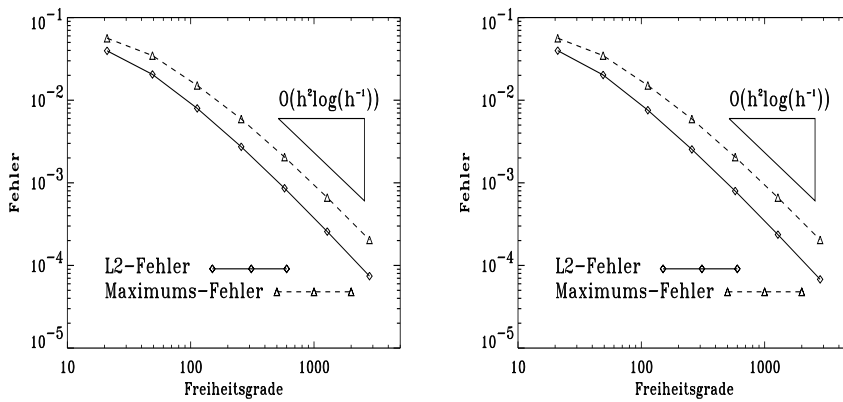 10⁻¹
10⁻²
10⁻³
10⁻⁴
10⁻⁵
Fehler
O(h²log(h⁻¹))
L2-Fehler
Maximums-Fehler
10 100 1000
Freiheitsgrade
10⁻¹
10⁻²
10⁻³
10⁻⁴
10⁻⁵
Fehler
O(h²log(h⁻¹))
L2-Fehler
Maximums-Fehler
10 100 1000
Freiheitsgrade